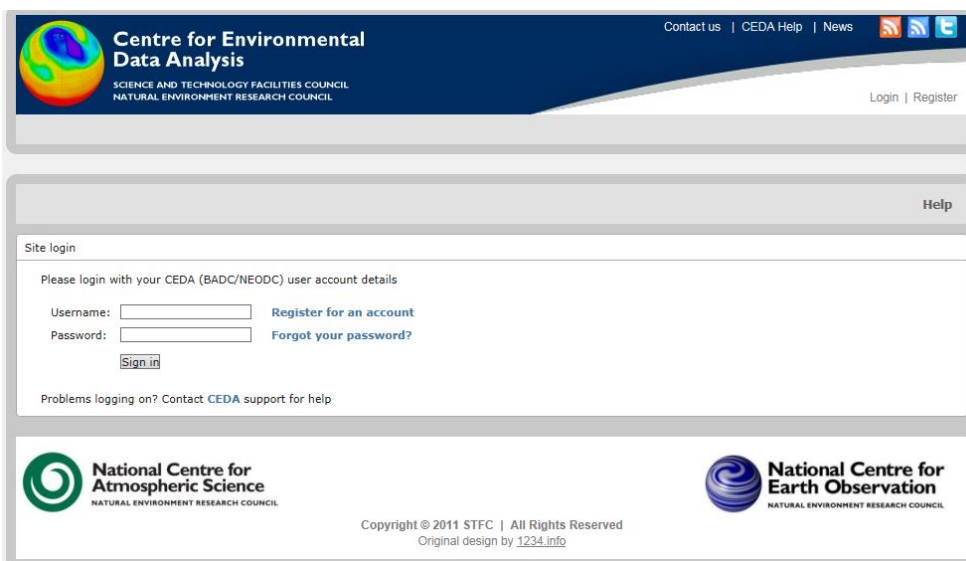 Centre for Environmental
Data Analysis
SCIENCE AND TECHNOLOGY FACILITIES COUNCIL
NATURAL ENVIRONMENT RESEARCH COUNCIL
Contact us | CEDA Help | News
Login | Register
Help
Site login
Please login with your CEDA (BADC/NEODC) user account details
Username: Register for an account
Password: Forgot your password?
Sign in
Problems logging on? Contact CEDA support for help
National Centre for
Atmospheric Science
NATURAL ENVIRONMENT RESEARCH COUNCIL
National Centre for
Earth Observation
NATURAL ENVIRONMENT RESEARCH COUNCIL
Copyright © 2011 STFC | All Rights Reserved
Original design by 1234.info